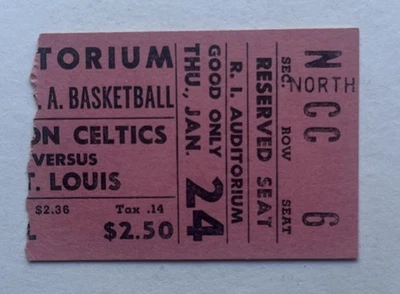 TORIUM
. A. BASKETBALL
ON CELTICS
VERSUS
T. LOUIS
$2.36 Tax .14
L $2.50
GOOD ONLY
THU., JAN. 24
R. I. AUDITORIUM
RESERVED SEAT
SEC. ROW SEAT
N CC 6
NORTH